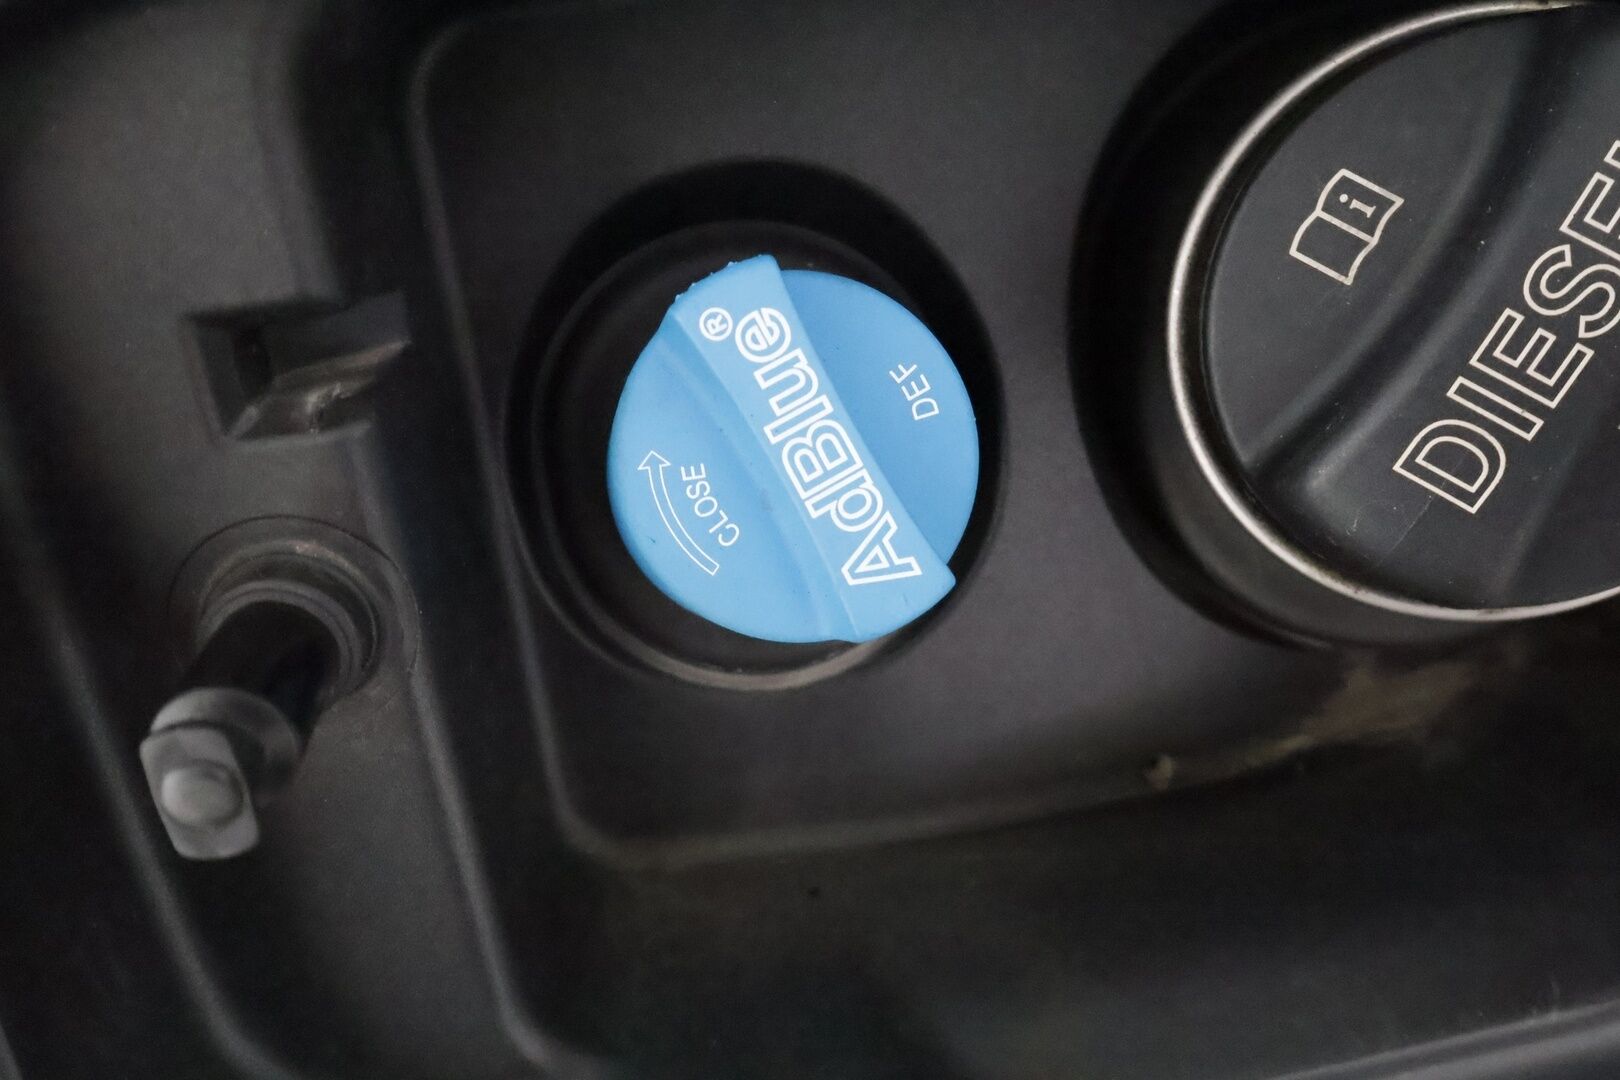 AdBlue®
DEF
CLOSE
i
DIESEL